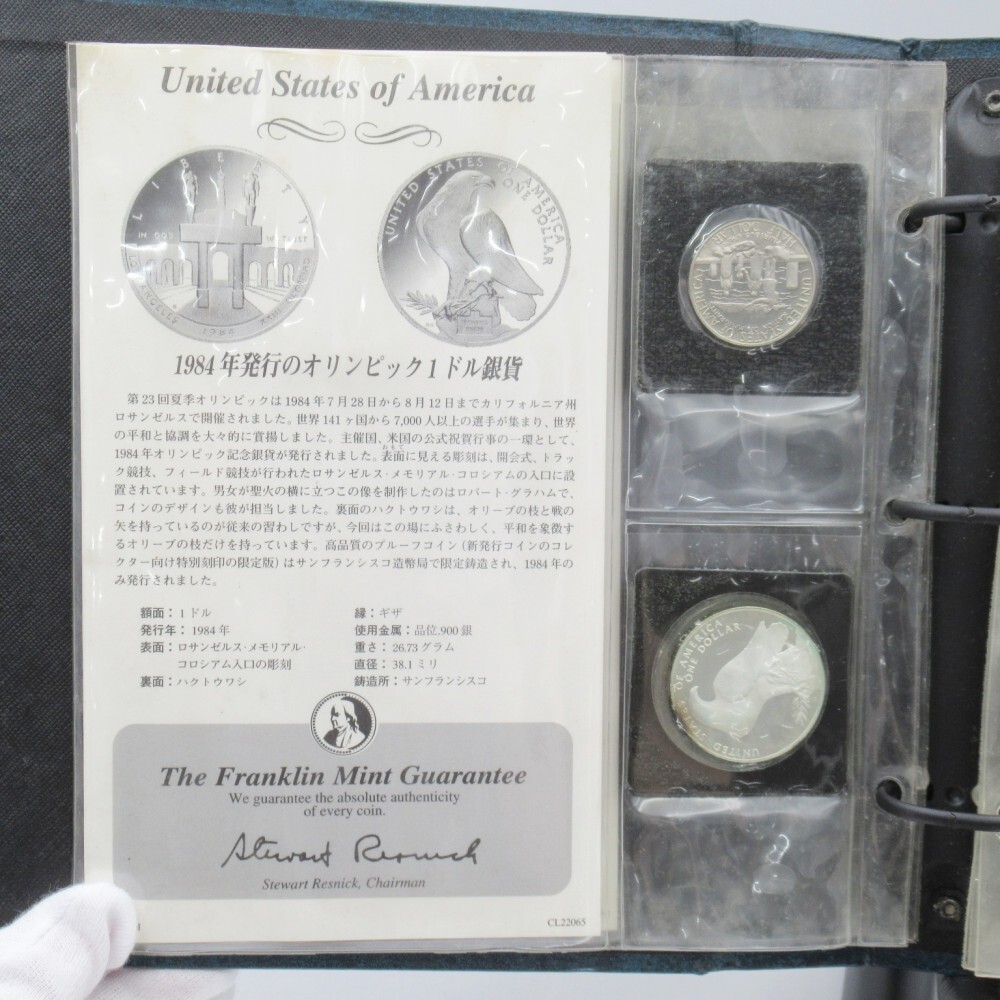 United States of America
LIBERTY
IN GOD WE TRUST
LOS ANGELES
1984
UNITED STATES OF AMERICA
ONE DOLLAR
1984年発行のオリンピック1ドル銀貨
第23回夏季オリンピックは1984年7月28日から8月12日までカリフォルニア州
ロサンゼルスで開催されました。世界141ヶ国から7,000人以上の選手が集まり、世界
の平和と協調を大々的に賞揚しました。主催国、米国の公式祝賀行事の一環として、
1984年オリンピック記念銀貨が発行されました。表面に見える彫刻は、開会式、トラッ
ク競技、フィールド競技が行われたロサンゼルス・メモリアル・コロシアムの入口に設
置されています。男女が聖火の横に立つこの像を制作したのはロバート・グラハムで、
コインのデザインも彼が担当しました。裏面のハクトウワシは、オリーブの枝と戦の
矢を持っているのが従来の習わしですが、今回はこの場にふさわしく、平和を象徴す
るオリーブの枝だけを持っています。高品質のプルーフコイン(新発行コインのコレ
クター向け特別刻印の限定版)はサンフランシスコ造幣局で限定鋳造され、1984年の
み発行されました。
額面：1ドル
発行年：1984年
表面：ロサンゼルス・メモリアル・
コロシアム入口の彫刻
裏面：ハクトウワシ
縁：ギザ
使用金属：品位.900銀
重さ：26.73グラム
直径：38.1ミリ
鋳造所：サンフランシスコ
The Franklin Mint Guarantee
We guarantee the absolute authenticity
of every coin.
Stewart Resnick
Stewart Resnick, Chairman
CL22065
UNITED STATES OF AMERICA
ONE DOLLAR